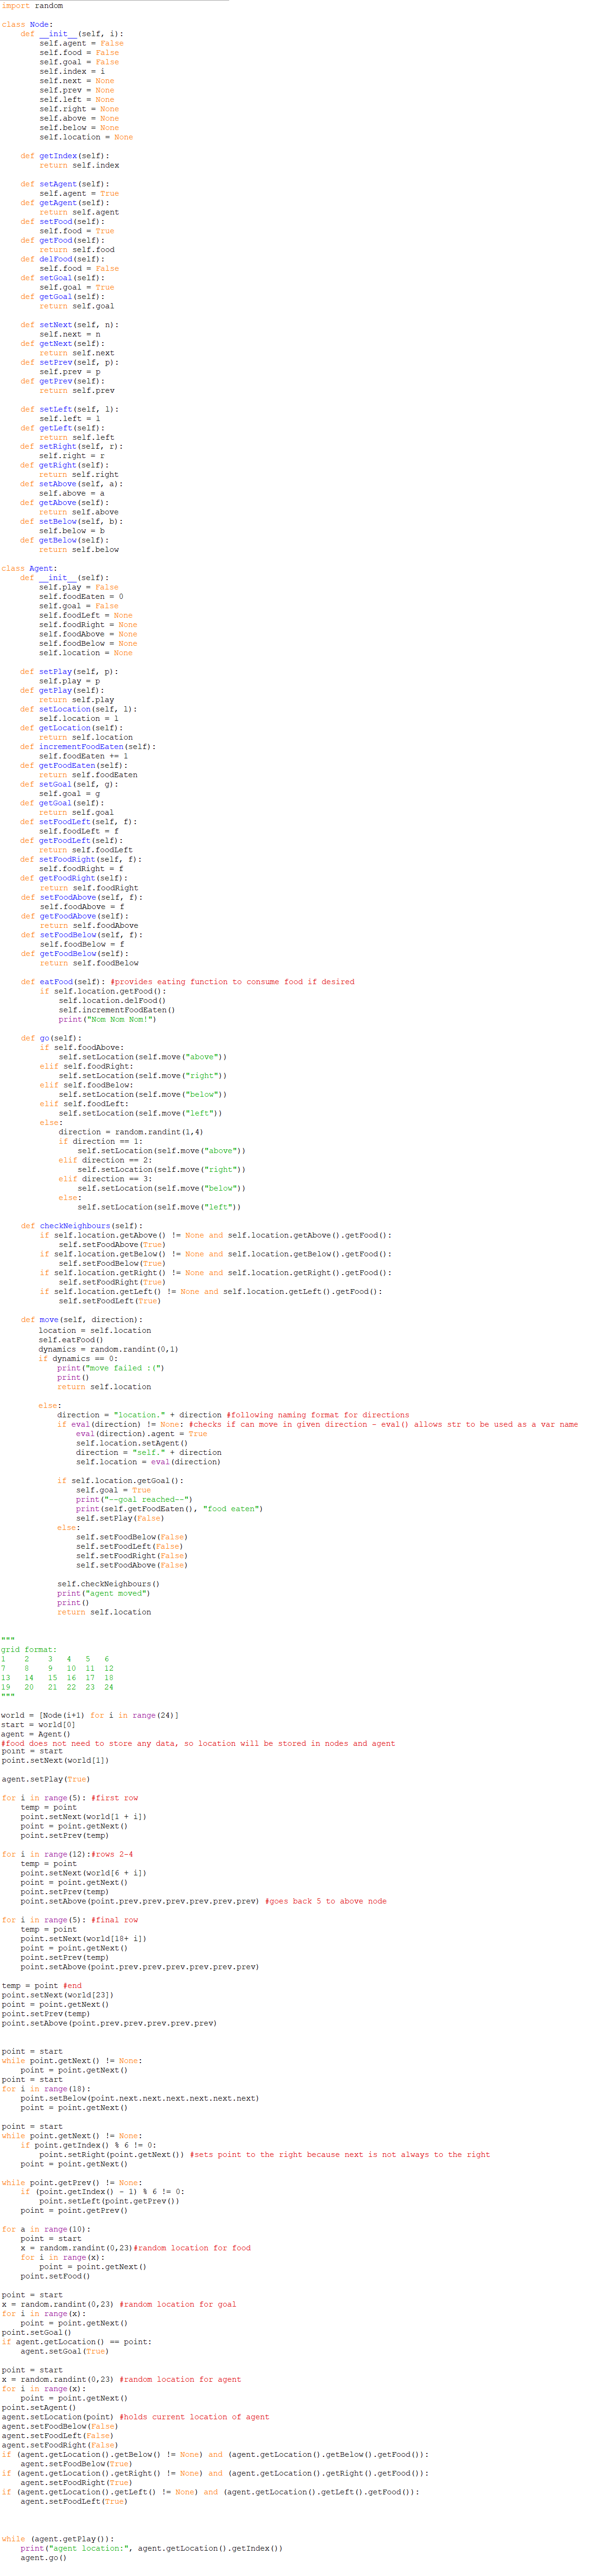 import random

class Node:
    def __init__(self, i):
        self.agent = False
        self.food = False
        self.goal = False
        self.index = i
        self.next = None
        self.prev = None
        self.left = None
        self.right = None
        self.above = None
        self.below = None
        self.location = None

    def getIndex(self):
        return self.index

    def setAgent(self):
        self.agent = True
    def getAgent(self):
        return self.agent
    def setFood(self):
        self.food = True
    def getFood(self):
        return self.food
    def delFood(self):
        self.food = False
    def setGoal(self):
        self.goal = True
    def getGoal(self):
        return self.goal

    def setNext(self, n):
        self.next = n
    def getNext(self):
        return self.next
    def setPrev(self, p):
        self.prev = p
    def getPrev(self):
        return self.prev

    def setLeft(self, l):
        self.left = l
    def getLeft(self):
        return self.left
    def setRight(self, r):
        self.right = r
    def getRight(self):
        return self.right
    def setAbove(self, a):
        self.above = a
    def getAbove(self):
        return self.above
    def setBelow(self, b):
        self.below = b
    def getBelow(self):
        return self.below

class Agent:
    def __init__(self):
        self.play = False
        self.foodEaten = 0
        self.goal = False
        self.foodLeft = None
        self.foodRight = None
        self.foodAbove = None
        self.foodBelow = None
        self.location = None

    def setPlay(self, p):
        self.play = p
    def getPlay(self):
        return self.play
    def setLocation(self, l):
        self.location = l
    def getLocation(self):
        return self.location
    def incrementFoodEaten(self):
        self.foodEaten += 1
    def getFoodEaten(self):
        return self.foodEaten
    def setGoal(self, g):
        self.goal = g
    def getGoal(self):
        return self.goal
    def setFoodLeft(self, f):
        self.foodLeft = f
    def getFoodLeft(self):
        return self.foodLeft
    def setFoodRight(self, f):
        self.foodRight = f
    def getFoodRight(self):
        return self.foodRight
    def setFoodAbove(self, f):
        self.foodAbove = f
    def getFoodAbove(self):
        return self.foodAbove
    def setFoodBelow(self, f):
        self.foodBelow = f
    def getFoodBelow(self):
        return self.foodBelow

    def eatFood(self): #provides eating function to consume food if desired
        if self.location.getFood():
            self.location.delFood()
            self.incrementFoodEaten()
            print("Nom Nom Nom!")

    def go(self):
        if self.foodAbove:
            self.setLocation(self.move("above"))
        elif self.foodRight:
            self.setLocation(self.move("right"))
        elif self.foodBelow:
            self.setLocation(self.move("below"))
        elif self.foodLeft:
            self.setLocation(self.move("left"))
        else:
            direction = random.randint(1,4)
            if direction == 1:
                self.setLocation(self.move("above"))
            elif direction == 2:
                self.setLocation(self.move("right"))
            elif direction == 3:
                self.setLocation(self.move("below"))
            else:
                self.setLocation(self.move("left"))

    def checkNeighbours(self):
        if self.location.getAbove() != None and self.location.getAbove().getFood():
            self.setFoodAbove(True)
        if self.location.getBelow() != None and self.location.getBelow().getFood():
            self.setFoodBelow(True)
        if self.location.getRight() != None and self.location.getRight().getFood():
            self.setFoodRight(True)
        if self.location.getLeft() != None and self.location.getLeft().getFood():
            self.setFoodLeft(True)

    def move(self, direction):
        location = self.location
        self.eatFood()
        dynamics = random.randint(0,1)
        if dynamics == 0:
            print("move failed :(")
            print()
            return self.location

        else:
            direction = "location." + direction #following naming format for directions
            if eval(direction) != None: #checks if can move in given direction - eval() allows str to be used as a var name
                eval(direction).agent = True
                self.location.setAgent()
                direction = "self." + direction
                self.location = eval(direction)

            if self.location.getGoal():
                self.goal = True
                print("--goal reached--")
                print(self.getFoodEaten(), "food eaten")
                self.setPlay(False)
            else:
                self.setFoodBelow(False)
                self.setFoodLeft(False)
                self.setFoodRight(False)
                self.setFoodAbove(False)

            self.checkNeighbours()
            print("agent moved")
            print()
            return self.location

"""
grid format:
1    2    3   4   5   6
7    8    9   10  11  12
13   14   15  16  17  18
19   20   21  22  23  24
"""

world = [Node(i+1) for i in range(24)]
start = world[0]
agent = Agent()
#food does not need to store any data, so location will be stored in nodes and agent
point = start
point.setNext(world[1])

agent.setPlay(True)

for i in range(5): #first row
    temp = point
    point.setNext(world[1 + i])
    point = point.getNext()
    point.setPrev(temp)

for i in range(12):#rows 2-4
    temp = point
    point.setNext(world[6 + i])
    point = point.getNext()
    point.setPrev(temp)
    point.setAbove(point.prev.prev.prev.prev.prev.prev) #goes back 5 to above node

for i in range(5): #final row
    temp = point
    point.setNext(world[18+ i])
    point = point.getNext()
    point.setPrev(temp)
    point.setAbove(point.prev.prev.prev.prev.prev.prev)

temp = point #end
point.setNext(world[23])
point = point.getNext()
point.setPrev(temp)
point.setAbove(point.prev.prev.prev.prev.prev)

point = start
while point.getNext() != None:
    point = point.getNext()
point = start
for i in range(18):
    point.setBelow(point.next.next.next.next.next.next)
    point = point.getNext()

point = start
while point.getNext() != None:
    if point.getIndex() % 6 != 0:
        point.setRight(point.getNext()) #sets point to the right because next is not always to the right
    point = point.getNext()

while point.getPrev() != None:
    if (point.getIndex() - 1) % 6 != 0:
        point.setLeft(point.getPrev())
    point = point.getPrev()

for a in range(10):
    point = start
    x = random.randint(0,23)#random location for food
    for i in range(x):
        point = point.getNext()
    point.setFood()

point = start
x = random.randint(0,23) #random location for goal
for i in range(x):
    point = point.getNext()
point.setGoal()
if agent.getLocation() == point:
    agent.setGoal(True)

point = start
x = random.randint(0,23) #random location for agent
for i in range(x):
    point = point.getNext()
point.setAgent()
agent.setLocation(point) #holds current location of agent
agent.setFoodBelow(False)
agent.setFoodLeft(False)
agent.setFoodRight(False)
if (agent.getLocation().getBelow() != None) and (agent.getLocation().getBelow().getFood()):
    agent.setFoodBelow(True)
if (agent.getLocation().getRight() != None) and (agent.getLocation().getRight().getFood()):
    agent.setFoodRight(True)
if (agent.getLocation().getLeft() != None) and (agent.getLocation().getLeft().getFood()):
    agent.setFoodLeft(True)

while (agent.getPlay()):
    print("agent location:", agent.getLocation().getIndex())
    agent.go()